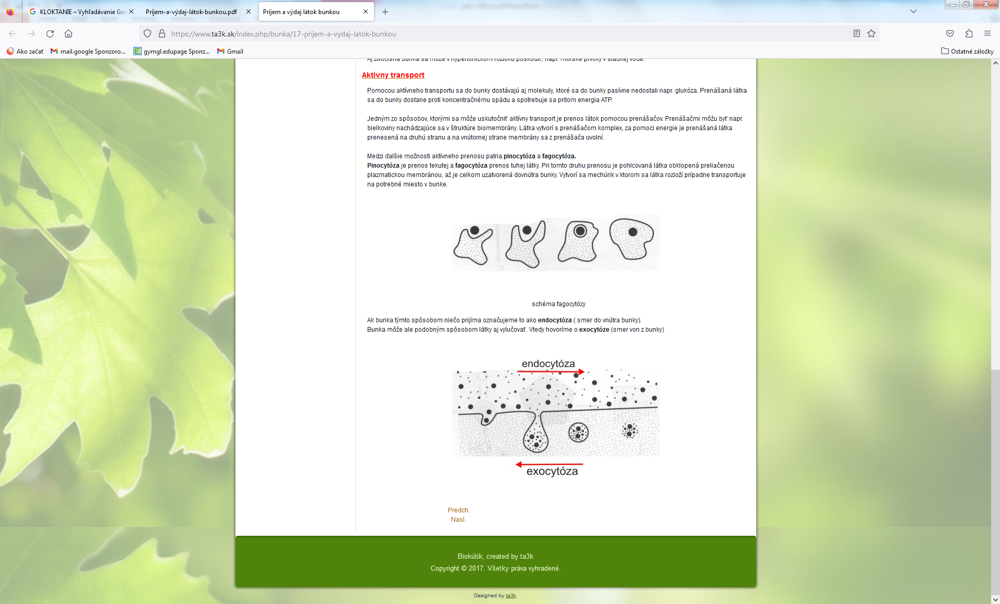 KLOKTANIE – Vyhľadávanie Goo
Príjem-a-výdaj-látok-bunkou.pdf
Príjem a výdaj látok bunkou
https://www.ta3k.sk/index.php/bunka/17-prijem-a-vydaj-latok-bunkou
Ako začať
mail.google Sponzoro...
gymgl.edupage Sponz...
Gmail
Ostatné záložky
Aj živočíšna bunka sa môže v hypertonickom roztoku poškodiť, napr. morské prvoky v sladkej vode.
Aktívny transport
Pomocou aktívneho transportu sa do bunky dostávajú aj molekuly, ktoré sa do bunky pasívne nedostali napr. glukóza. Prenášaná látka
sa do bunky dostane proti koncentračnému spádu a spotrebuje sa pritom energia ATP.
Jedným zo spôsobov, ktorými sa môže uskutočniť aktívny transport je prenos látok pomocou prenášačov. Prenášačmi môžu byť napr.
bielkoviny nachádzajúce sa v štruktúre biomembrány. Látka vytvorí s prenášačom komplex, za pomoci energie je prenášaná látka
prenesená na druhú stranu a na vnútornej strane membrány sa z prenášača uvolní.
Medzi ďalšie možnosti aktívneho prenosu patria pinocytóza a fagocytóza.
Pinocytóza je prenos tekutej a fagocytóza prenos tuhej látky. Pri tomto druhu prenosu je pohlcovaná látka obklopená preliačenou
plazmatickou membránou, až je celkom uzatvorená dovnútra bunky. Vytvorí sa mechúrik v ktorom sa látka rozloží prípadne transportuje
na potrebné miesto v bunke.
schéma fagocytózy
Ak bunka týmto spôsobom niečo prijíma označujeme to ako endocytóza ( smer do vnútra bunky).
Bunka môže ale podobným spôsobom látky aj vylučovať. Vtedy hovoríme o exocytóze (smer von z bunky)
endocytóza
exocytóza
Predch.
Nasl.
Biokútik, created by ta3k
Copyright © 2017. Všetky práva vyhradené.
Designed by ta3k.